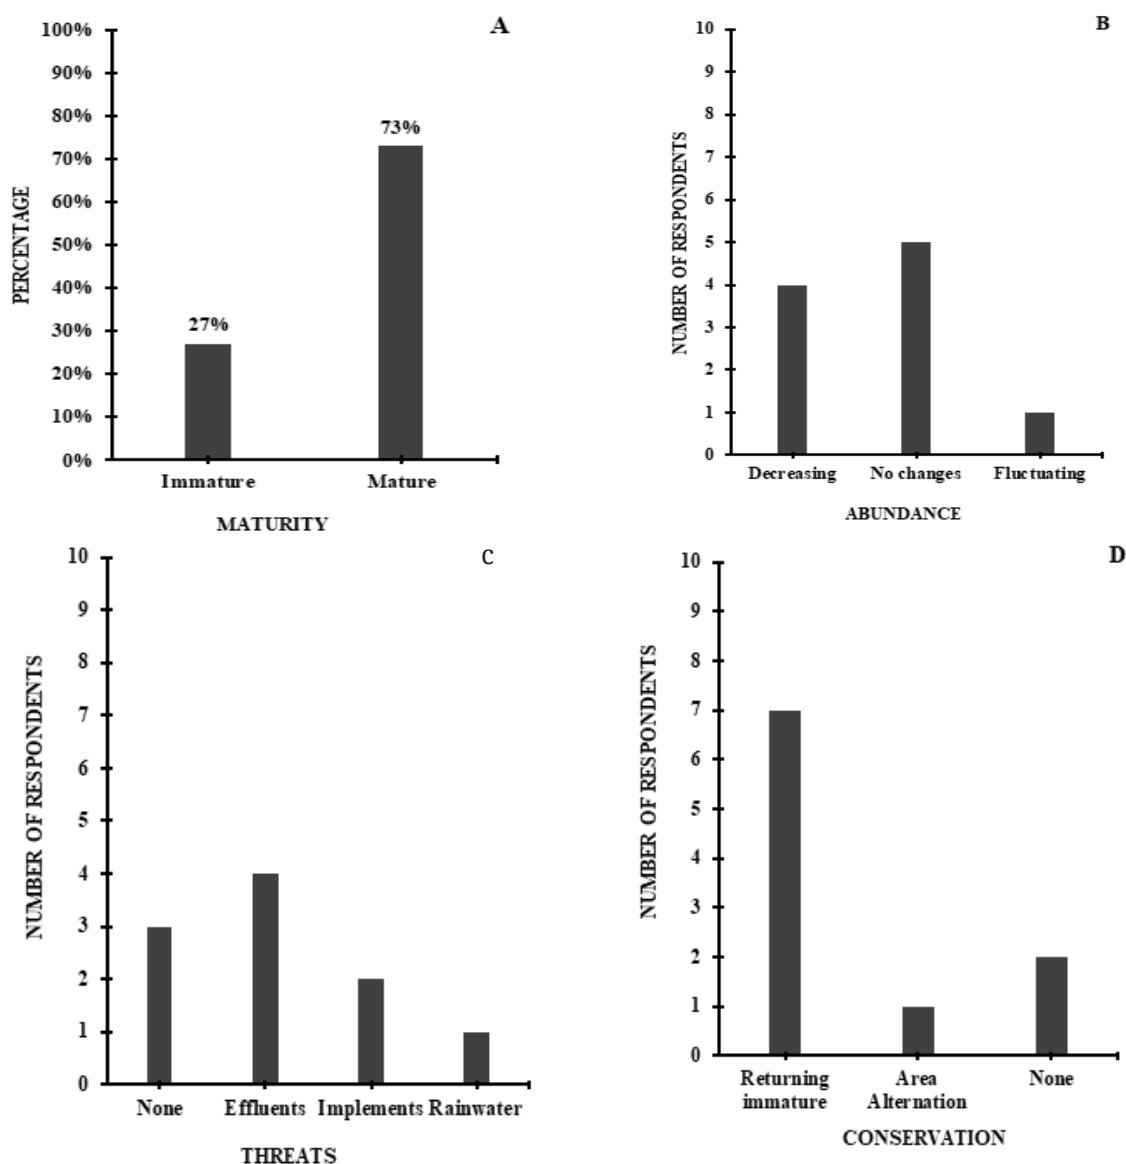 A
PERCENTAGE
100%
90%
80%
70%
60%
50%
40%
30%
20%
10%
0%
27%
73%
Immature
Mature
MATURITY
B
NUMBER OF RESPONDENTS
10
9
8
7
6
5
4
3
2
1
0
Decreasing
No changes
Fluctuating
ABUNDANCE
C
NUMBER OF RESPONDENTS
10
9
8
7
6
5
4
3
2
1
0
None
Effluents
Implements
Rainwater
THREATS
D
NUMBER OF RESPONDENTS
10
9
8
7
6
5
4
3
2
1
0
Returning
immature
Area
Alternation
None
CONSERVATION